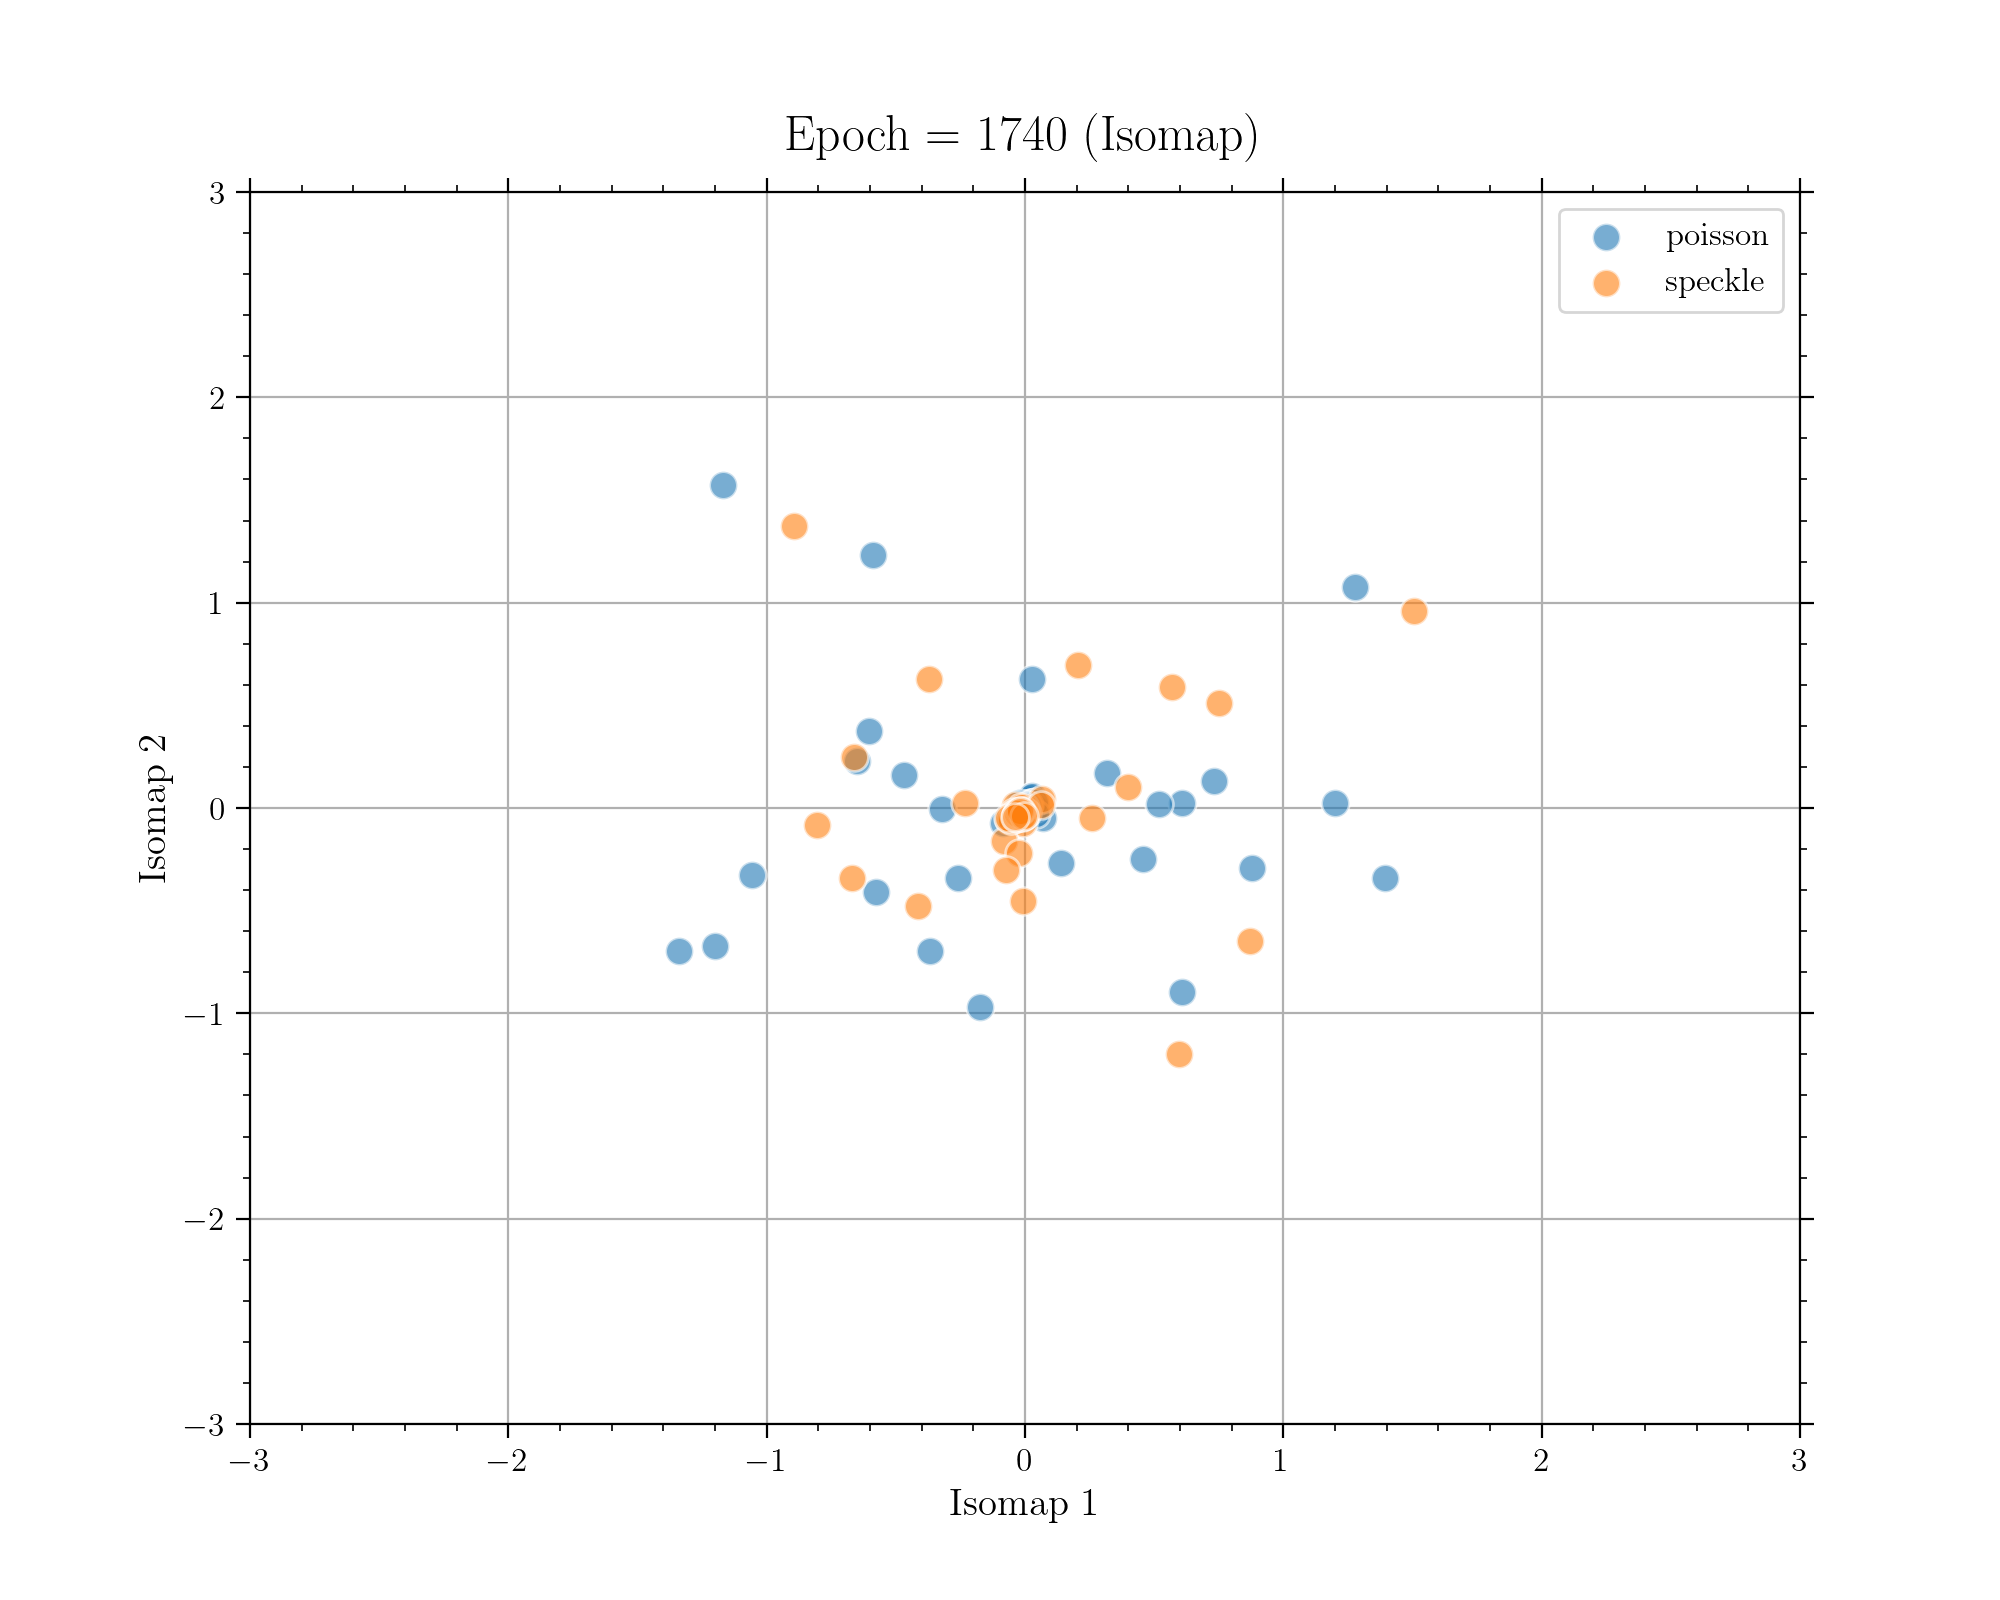 Epoch = 1740 (Isomap)
poisson
speckle
3
2
1
0
−1
−2
−3
Isomap 2
−3
−2
−1
0
1
2
3
Isomap 1